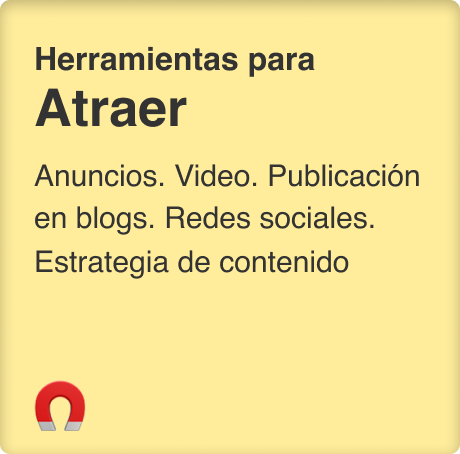 Herramientas para
Atraer
Anuncios. Video. Publicación
en blogs. Redes sociales.
Estrategia de contenido